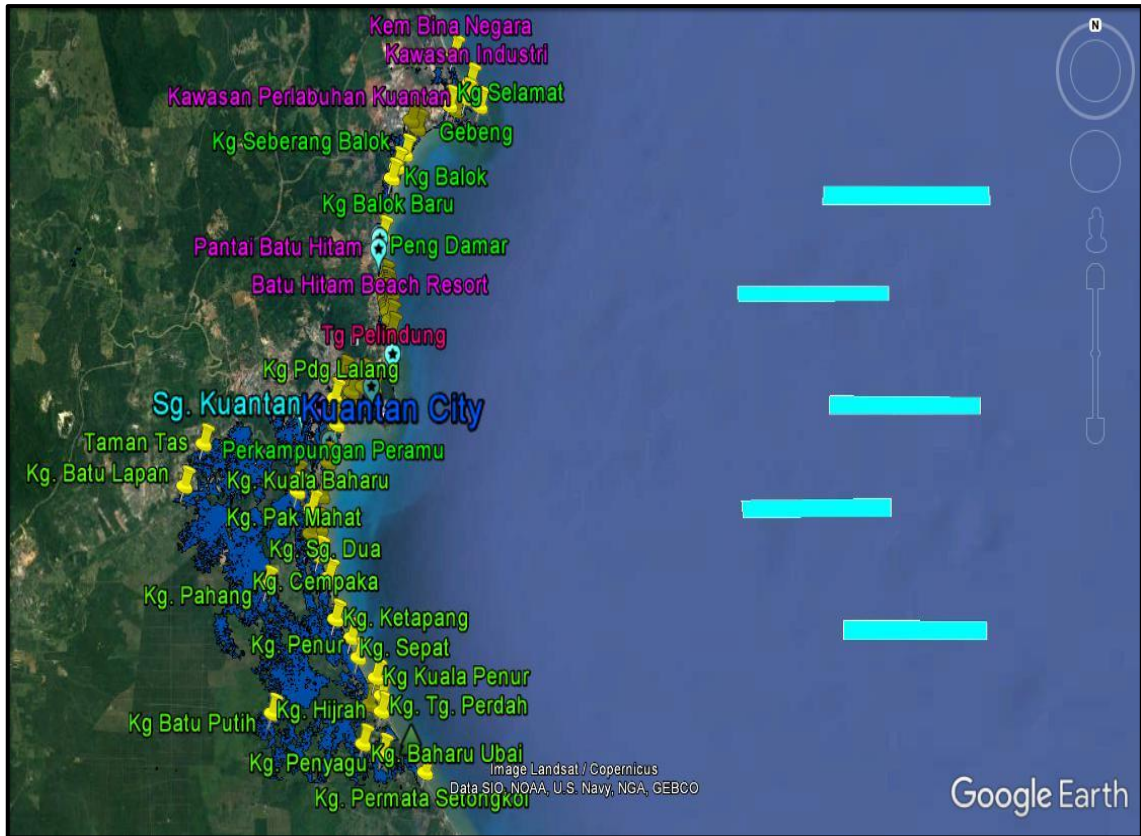 N
Kem Bina Negara
Kawasan Industri
Kawasan Perlabuhan Kuantan
Kg Selamat
Gebeng
Kg Seberang Balok
Kg Balok
Kg Balok Baru
Pantai Batu Hitam
Peng Damar
Batu Hitam Beach Resort
Tg Pelindung
Kg Pdg Lalang
Sg. Kuantan
Kuantan City
Taman Tas
Perkampungan Peramu
Kg. Batu Lapan
Kg. Kuala Baharu
Kg. Pak Mahat
Kg. Sg. Dua
Kg. Cempaka
Kg. Pahang
Kg. Ketapang
Kg. Penur
Kg. Sepat
Kg Kuala Penur
Kg. Hijrah
Kg. Tg. Perdah
Kg Batu Putih
Kg. Baharu Ubai
Kg. Penyagu
Image Landsat / Copernicus
Data SIO, NOAA, U.S. Navy, NGA, GEBCO
Kg. Permata Setongkol
Google Earth